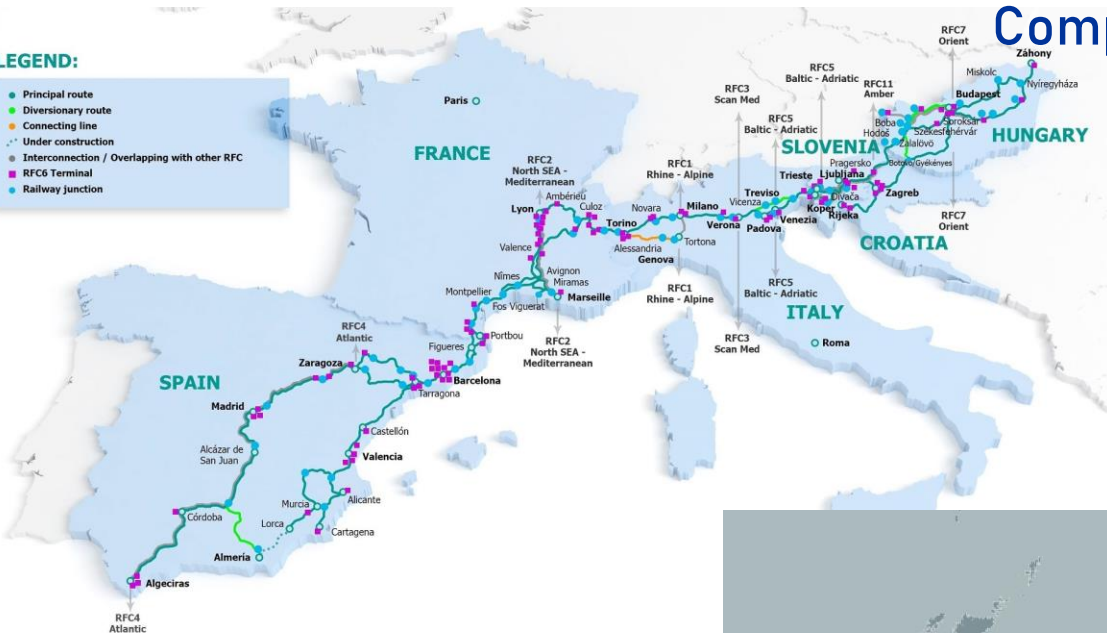 Comp
LEGEND:
Principal route
Diversionary route
Connecting line
Under construction
Interconnection / Overlapping with other RFC
RFC6 Terminal
Railway junction
RFC7
Orient
Záhony
Miskolc
Nyíregyháza
RFC5
Baltic - Adriatic
RFC11
Amber
Budapest
RFC3
Scan Med
RFC5
Baltic - Adriatic
Boba
Soroksár
Hodoš
Székesfehérvár
HUNGARY
SLOVENIA
Zalalövő
Paris
FRANCE
Pragersko
Botovo/Gyékényes
RFC2
North SEA -
Mediterranean
RFC1
Rhine - Alpine
Trieste
Ljubljana
Treviso
Divača
Zagreb
Ambérieu
Vicenza
Culoz
Novara
Milano
Koper
Rijeka
Lyon
Torino
Verona
Padova
Venezia
RFC7
Orient
Valence
Alessandria
Tortona
Genova
CROATIA
Nîmes
Avignon
Miramas
Montpellier
Marseille
Fos Viguerat
RFC1
Rhine - Alpine
RFC5
Baltic - Adriatic
ITALY
RFC4
Atlantic
Portbou
Figueres
RFC2
North SEA -
Mediterranean
RFC3
Scan Med
Roma
Zaragoza
SPAIN
Barcelona
Tarragona
Madrid
Castellón
Alcázar de
San Juan
Valencia
Alicante
Murcia
Córdoba
Lorca
Cartagena
Almería
Algeciras
RFC4
Atlantic